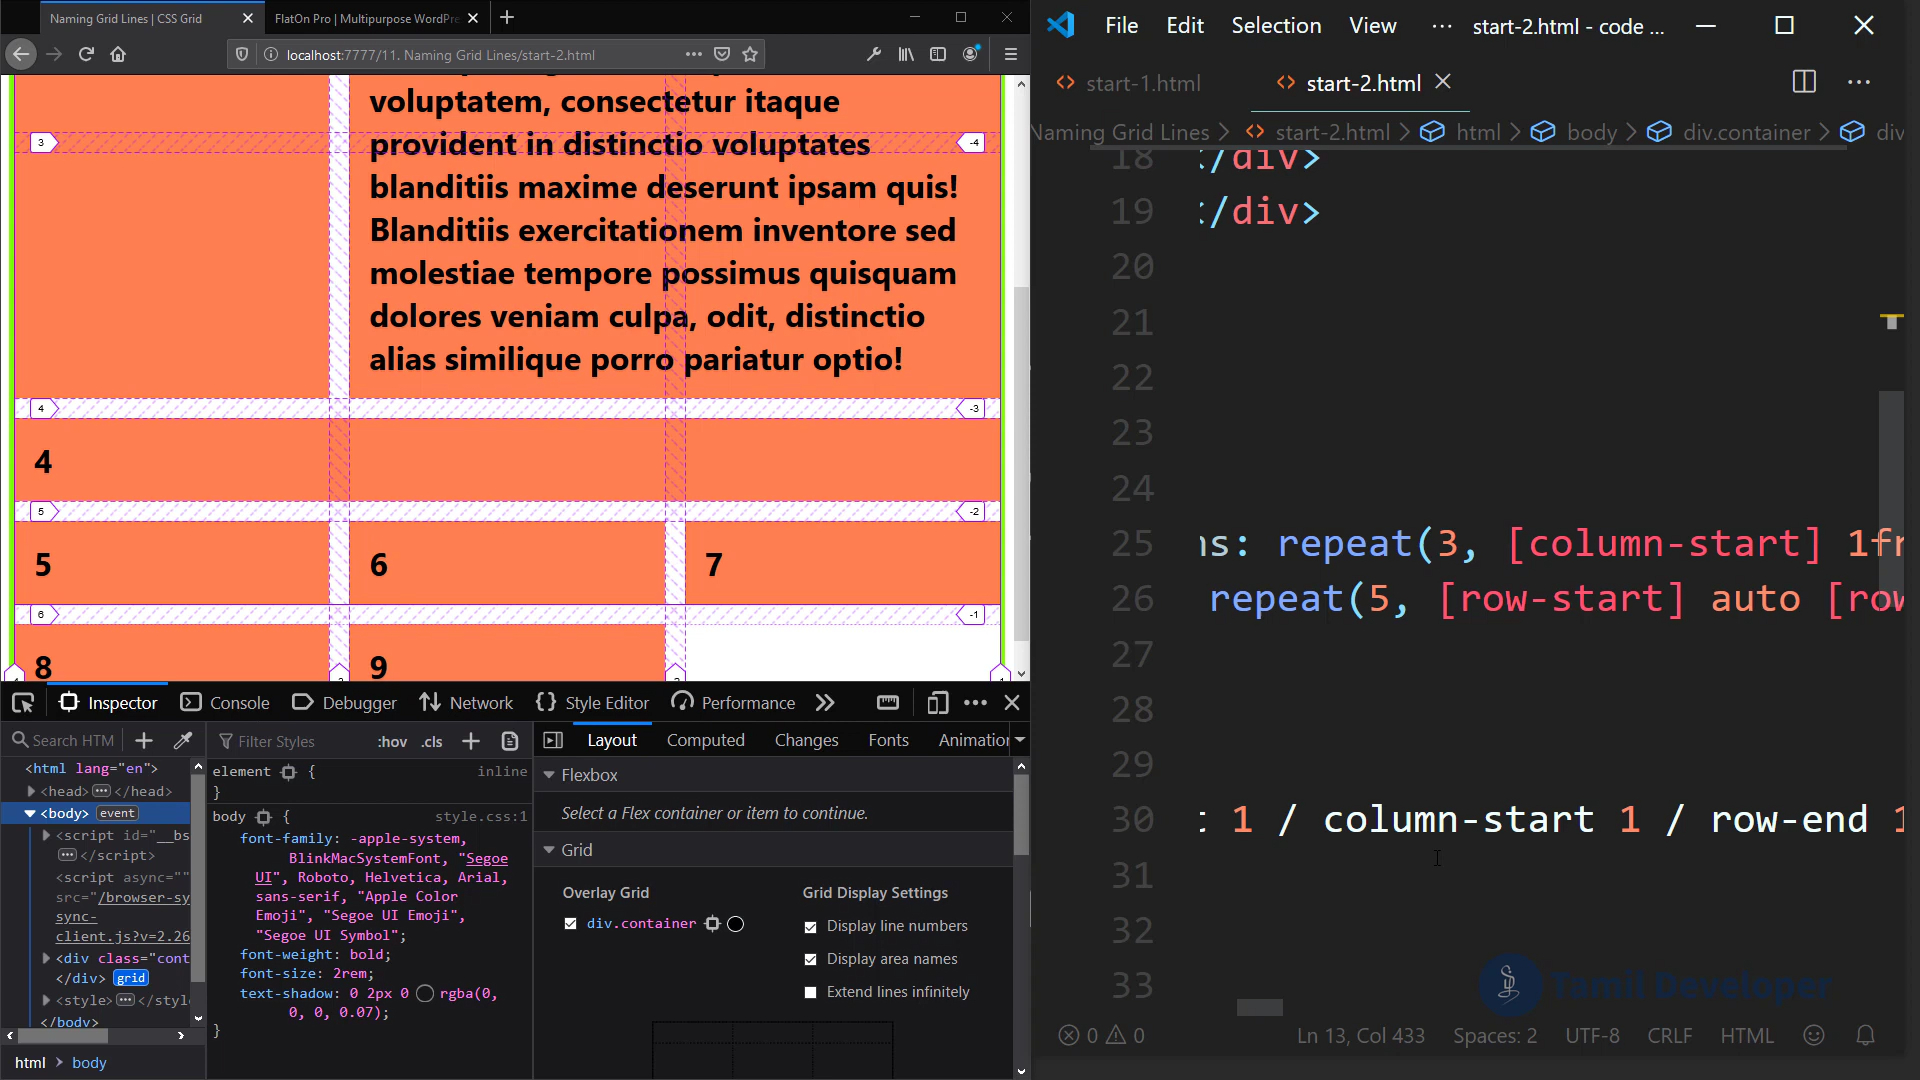 Naming Grid Lines | CSS Grid
FlatOn Pro | Multipurpose WordPre
localhost:7777/11. Naming Grid Lines/start-2.html
voluptatem, consectetur itaque
3
provident in distinctio voluptates
-4
blanditiis maxime deserunt ipsam quis!
Blanditiis exercitationem inventore sed
molestiae tempore possimus quisquam
dolores veniam culpa, odit, distinctio
alias similique porro pariatur optio!
4
-3
4
5
-2
5
6
7
6
-1
8
9
Inspector
Console
Debugger
Network
Style Editor
Performance
Search HTM
Filter Styles
:hov
.cls
Layout
Computed
Changes
Fonts
Animation
<html lang="en">
<head>
</head>
<body>
event
<script id="__bs
</script>
<script async=""
src="/browser-sy
sync-
client.js?v=2.26
<div class="cont
</div>
grid
<style>
</style
</body>
html > body
element {
inline
}
body {
style.css:1
font-family: -apple-system,
BlinkMacSystemFont, "Segoe
UI", Roboto, Helvetica, Arial,
sans-serif, "Apple Color
Emoji", "Segoe UI Emoji",
"Segoe UI Symbol";
font-weight: bold;
font-size: 2rem;
text-shadow: 0 2px 0 rgba(0,
0, 0, 0.07);
}
Flexbox
Select a Flex container or item to continue.
Grid
Overlay Grid
div.container
Grid Display Settings
Display line numbers
Display area names
Extend lines infinitely
File Edit Selection View ··· start-2.html - code ...
start-1.html
start-2.html
Naming Grid Lines > start-2.html > html > body > div.container > div
18 </div>
19 </div>
20
21
22
23
24
25 ns: repeat(3, [column-start] 1fr
26 repeat(5, [row-start] auto [row
27
28
29
30 t 1 / column-start 1 / row-end 1
31
32
33
Tamil Developer
0
0
Ln 13, Col 433
Spaces: 2
UTF-8
CRLF
HTML